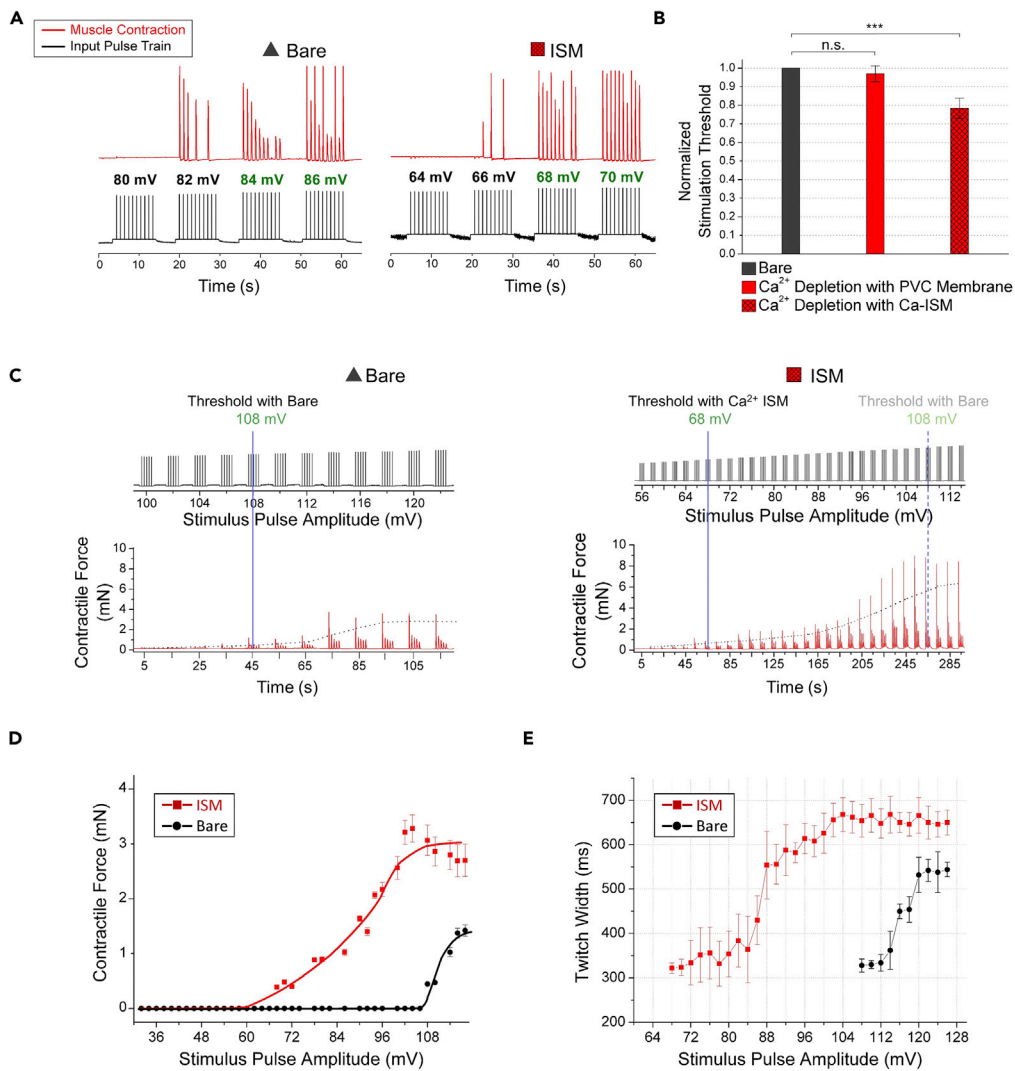 A
Muscle Contraction
Input Pulse Train
Bare
ISM
80 mV 82 mV 84 mV 86 mV
64 mV 66 mV 68 mV 70 mV
0 10 20 30 40 50 60
Time (s)
0 10 20 30 40 50 60
Time (s)
B
***
n.s.
Normalized
Stimulation Threshold
1.0
0.9
0.8
0.7
0.6
0.5
0.4
0.3
0.2
0.1
0.0
Bare
Ca2+ Depletion with PVC Membrane
Ca2+ Depletion with Ca-ISM
C
Bare
Threshold with Bare
108 mV
100 104 108 112 116 120
Stimulus Pulse Amplitude (mV)
Contractile Force
(mN)
10
8
6
4
2
0
5 25 45 65 85 105
Time (s)
ISM
Threshold with Ca2+ ISM
68 mV
Threshold with Bare
108 mV
56 64 72 80 88 96 104 112
Stimulus Pulse Amplitude (mV)
Contractile Force
(mN)
10
8
6
4
2
0
5 45 85 125 165 205 245 285
Time (s)
D
ISM
Bare
Contractile Force (mN)
4
3
2
1
0
36 48 60 72 84 96 108
Stimulus Pulse Amplitude (mV)
E
ISM
Bare
Twitch Width (ms)
700
600
500
400
300
200
64 72 80 88 96 104 112 120 128
Stimulus Pulse Amplitude (mV)